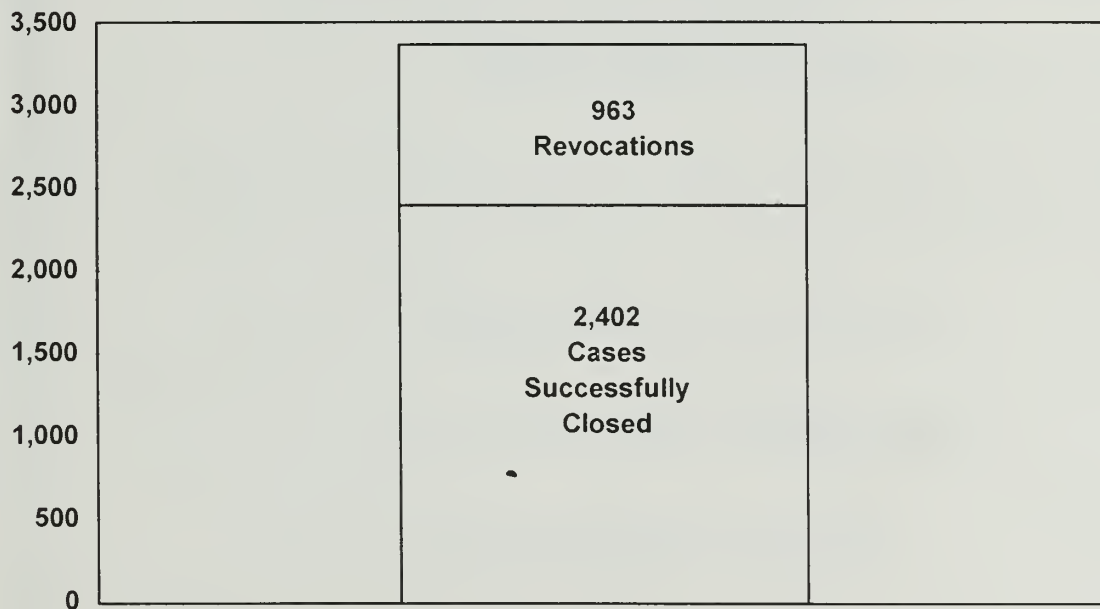 3,500
3,000
2,500
2,000
1,500
1,000
500
0
963
Revocations
2,402
Cases
Successfully
Closed